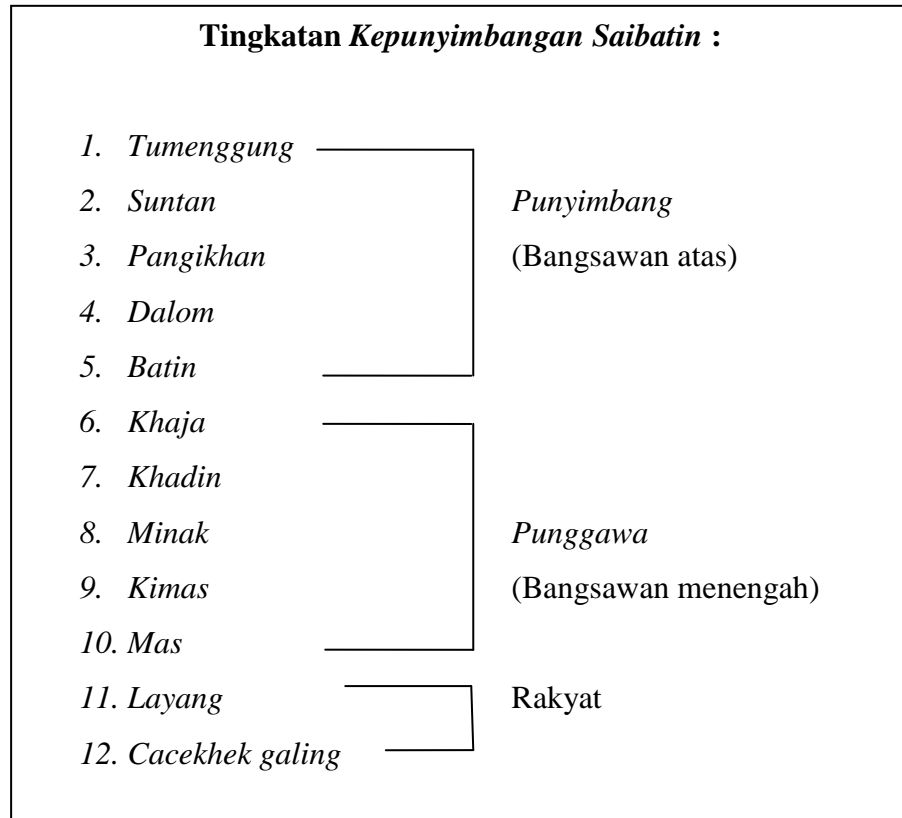 Tingkatan Kepunyimbangan Saibatin :
1. Tumenggung
2. Suntan Punyimbang
3. Pangikhan (Bangsawan atas)
4. Dalom
5. Batin
6. Khaja
7. Khadin
8. Minak Punggawa
9. Kimas (Bangsawan menengah)
10. Mas
11. Layang Rakyat
12. Cacekhek galing